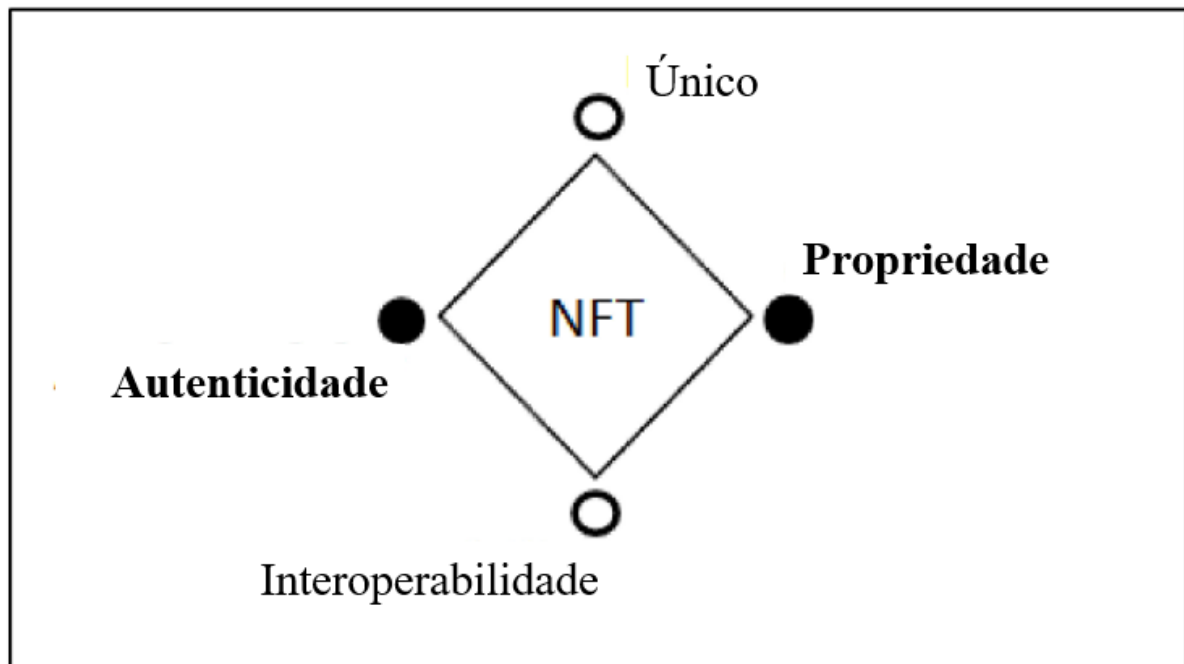 Único
Propriedade
NFT
Autenticidade
Interoperabilidade